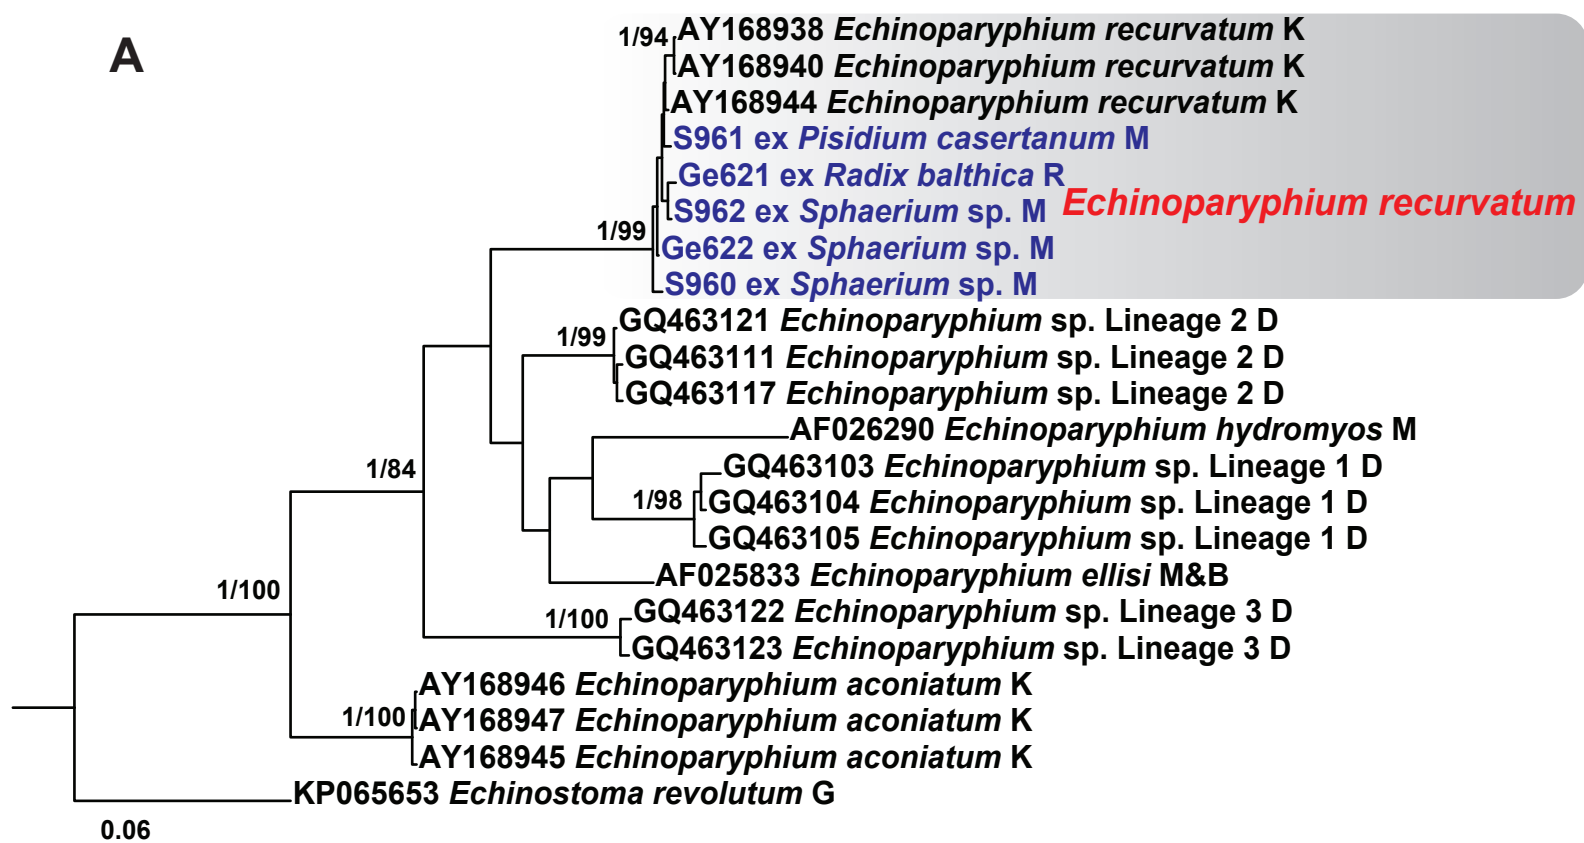 A
1/94
AY168938 Echinoparyphium recurvatum K
AY168940 Echinoparyphium recurvatum K
AY168944 Echinoparyphium recurvatum K
S961 ex Pisidium casertanum M
Ge621 ex Radix balthica R
Echinoparyphium recurvatum
S962 ex Sphaerium sp. M
1/99
Ge622 ex Sphaerium sp. M
S960 ex Sphaerium sp. M
GQ463121 Echinoparyphium sp. Lineage 2 D
1/99
GQ463111 Echinoparyphium sp. Lineage 2 D
GQ463117 Echinoparyphium sp. Lineage 2 D
AF026290 Echinoparyphium hydromyos M
1/84
GQ463103 Echinoparyphium sp. Lineage 1 D
1/98
GQ463104 Echinoparyphium sp. Lineage 1 D
GQ463105 Echinoparyphium sp. Lineage 1 D
AF025833 Echinoparyphium ellisi M&B
1/100
GQ463122 Echinoparyphium sp. Lineage 3 D
1/100
GQ463123 Echinoparyphium sp. Lineage 3 D
AY168946 Echinoparyphium aconiatum K
1/100
AY168947 Echinoparyphium aconiatum K
AY168945 Echinoparyphium aconiatum K
KP065653 Echinostoma revolutum G
0.06